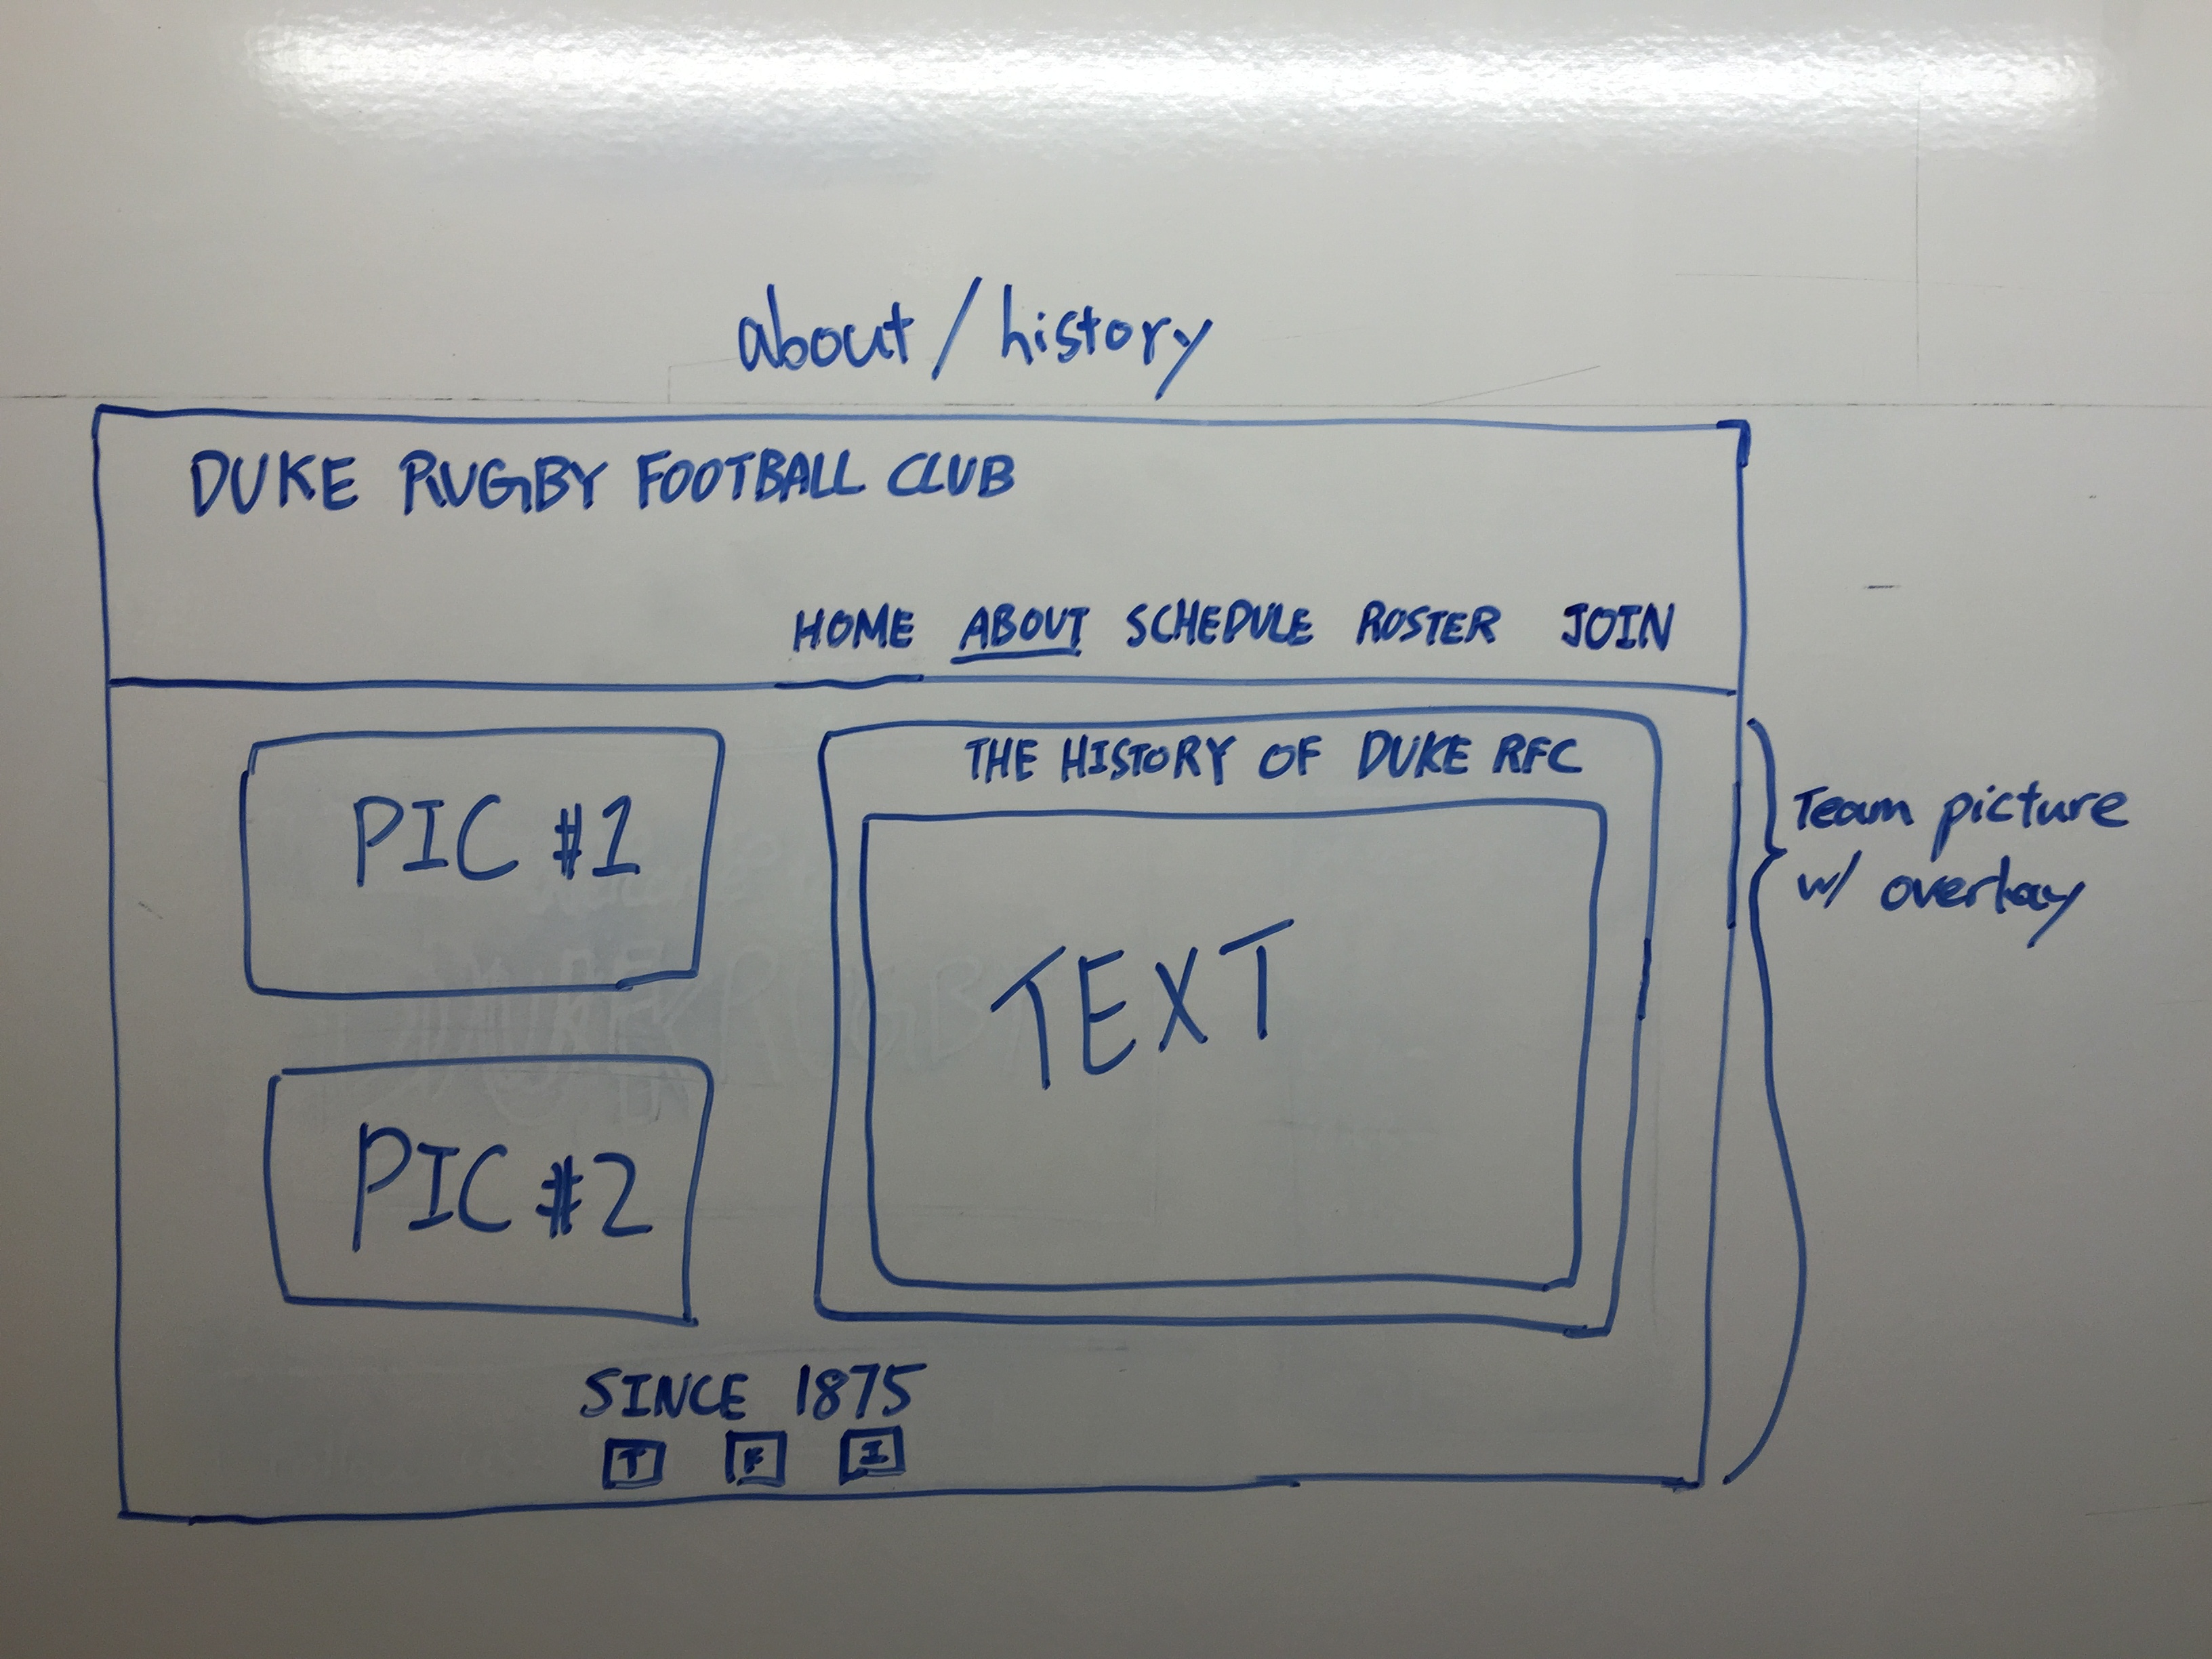 about / history
DUKE RUGBY FOOTBALL CLUB
HOME ABOUT SCHEDULE ROSTER JOIN
PIC #1
THE HISTORY OF DUKE RFC
TEXT
PIC #2
Team picture
w/ overlay
SINCE 1875
T F I